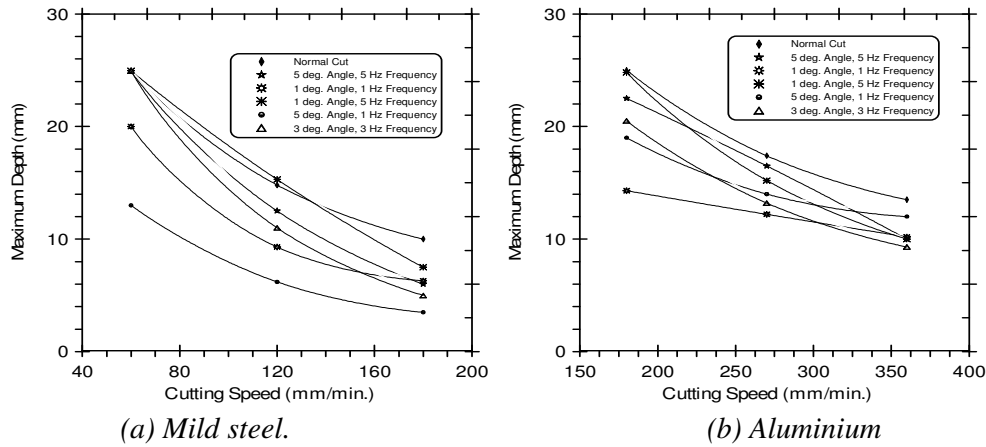 30
20
10
0
Maximum Depth (mm)
40 60 80 100 120 140 160 180 200
Cutting Speed (mm/min.)
Normal Cut
5 deg. Angle, 5 Hz Frequency
1 deg. Angle, 1 Hz Frequency
1 deg. Angle, 5 Hz Frequency
5 deg. Angle, 1 Hz Frequency
3 deg. Angle, 3 Hz Frequency
(a) Mild steel.
30
20
10
0
Maximum Depth (mm)
150 200 250 300 350 400
Cutting Speed (mm/min.)
Normal Cut
5 deg. Angle, 5 Hz Frequency
1 deg. Angle, 1 Hz Frequency
1 deg. Angle, 5 Hz Frequency
5 deg. Angle, 1 Hz Frequency
3 deg. Angle, 3 Hz Frequency
(b) Aluminium